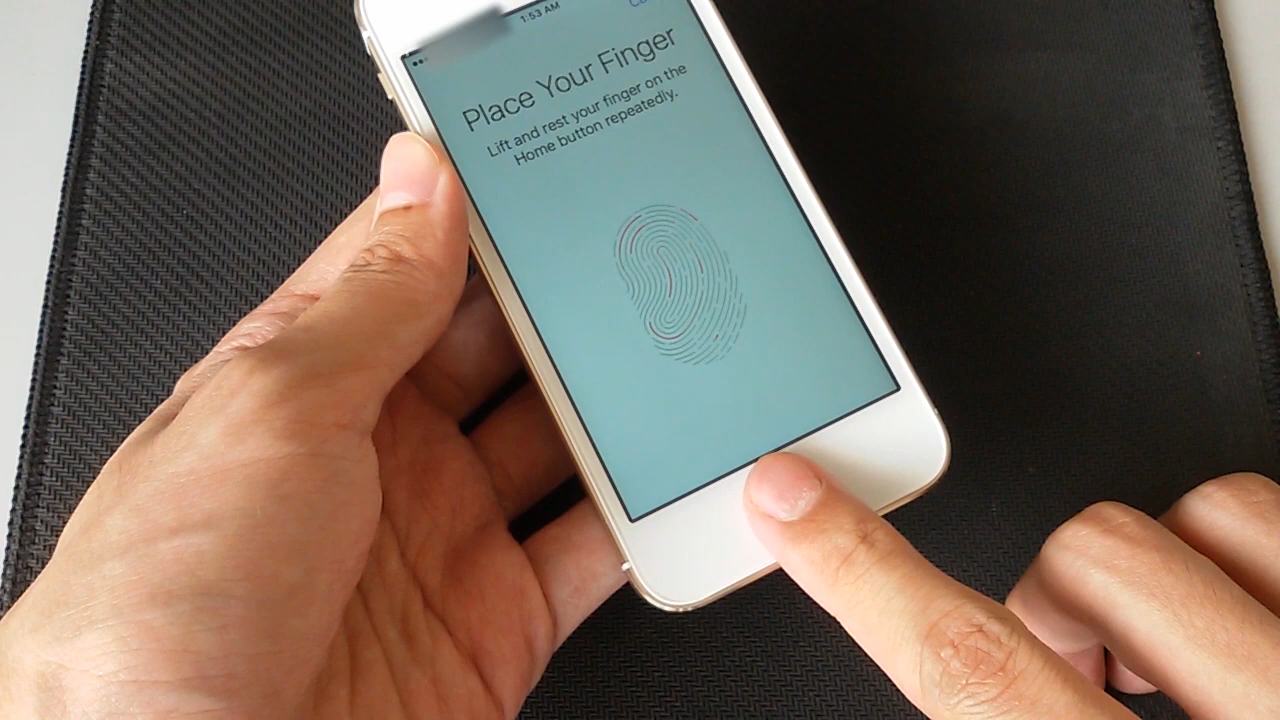 1:53 AM
Place Your Finger
Lift and rest your finger on the
Home button repeatedly.